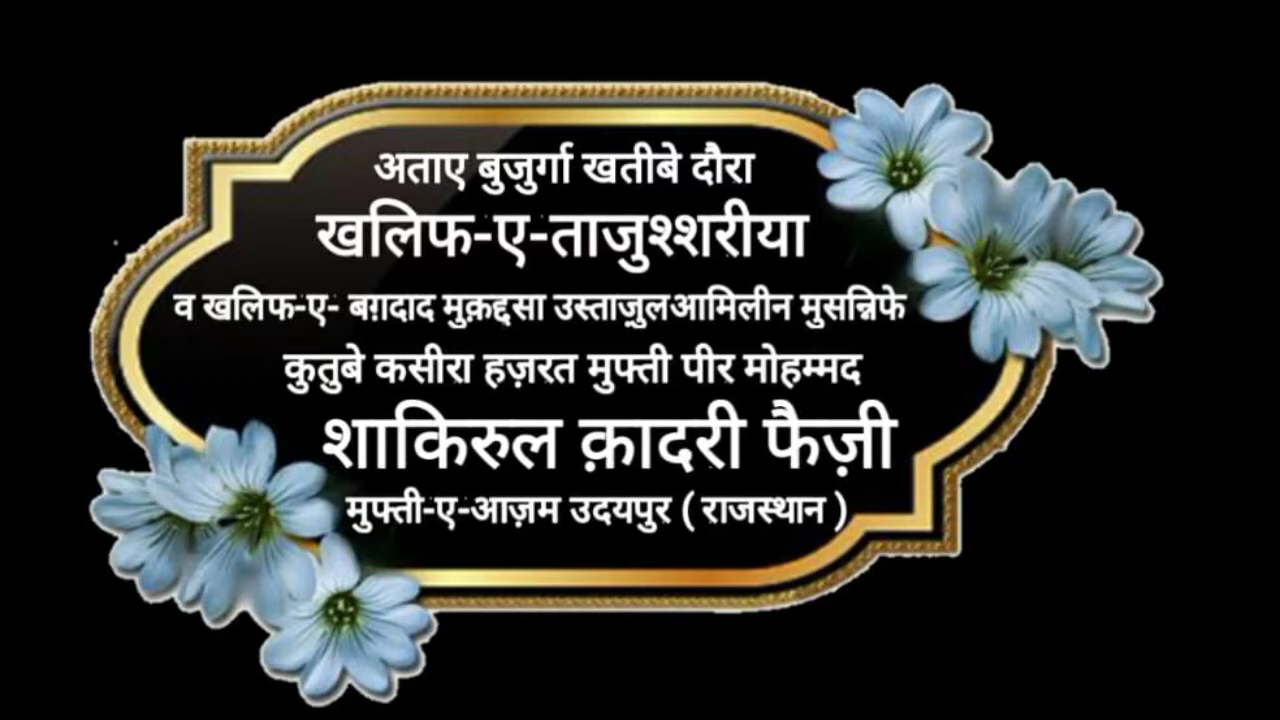 अताए बुजुर्गा खतीबे दौरा
खलिफ-ए-ताजुश्शरीया
व खलिफ-ए- बग़दाद मुक़द्दसा उस्ताजुलआमिलीन मुसन्निफे
कुतुबे कसीरा हज़रत मुफ्ती पीर मोहम्मद
शाकिरुल क़ादरी फैज़ी
मुफ्ती-ए-आज़म उदयपुर ( राजस्थान )